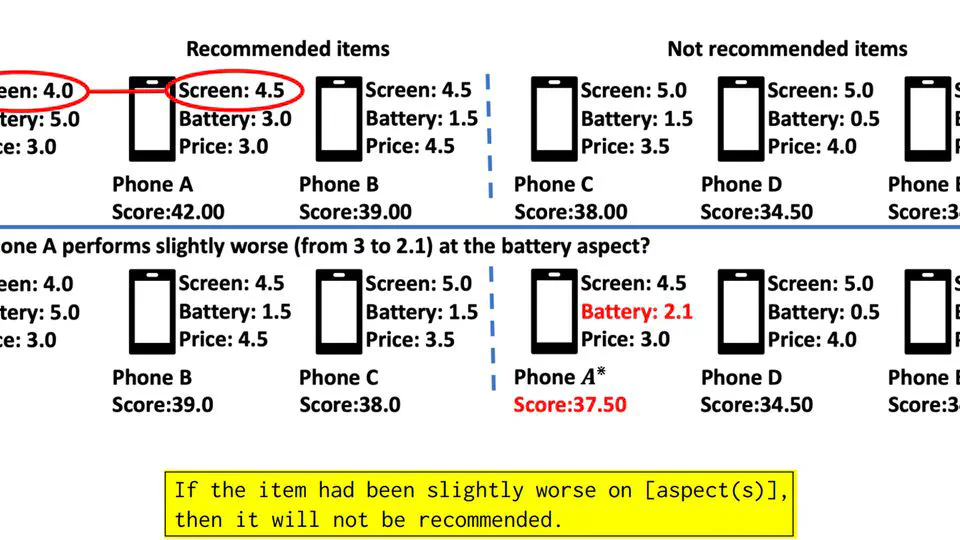 Recommended items
Not recommended items
een: 4.0
Screen: 4.5
Screen: 4.5
Screen: 5.0
Screen: 5.0
S
ttery: 5.0
Battery: 3.0
Battery: 1.5
Battery: 1.5
Battery: 0.5
ce: 3.0
Price: 3.0
Price: 4.5
Price: 3.5
Price: 4.0
Phone A
Phone B
Phone C
Phone D
Phone
Score:42.00
Score:39.00
Score:38.00
Score:34.50
Score:3
one A performs slightly worse (from 3 to 2.1) at the battery aspect?
een: 4.0
Screen: 4.5
Screen: 5.0
Screen: 4.5
Screen: 5.0
S
ttery: 5.0
Battery: 1.5
Battery: 1.5
Battery: 2.1
Battery: 0.5
ce: 3.0
Price: 4.5
Price: 3.5
Price: 3.0
Price: 4.0
Phone B
Phone C
Phone A*
Phone D
Phone
Score:39.0
Score:38.0
Score:37.50
Score:34.50
Score:3
If the item had been slightly worse on [aspect(s)],
then it will not be recommended.